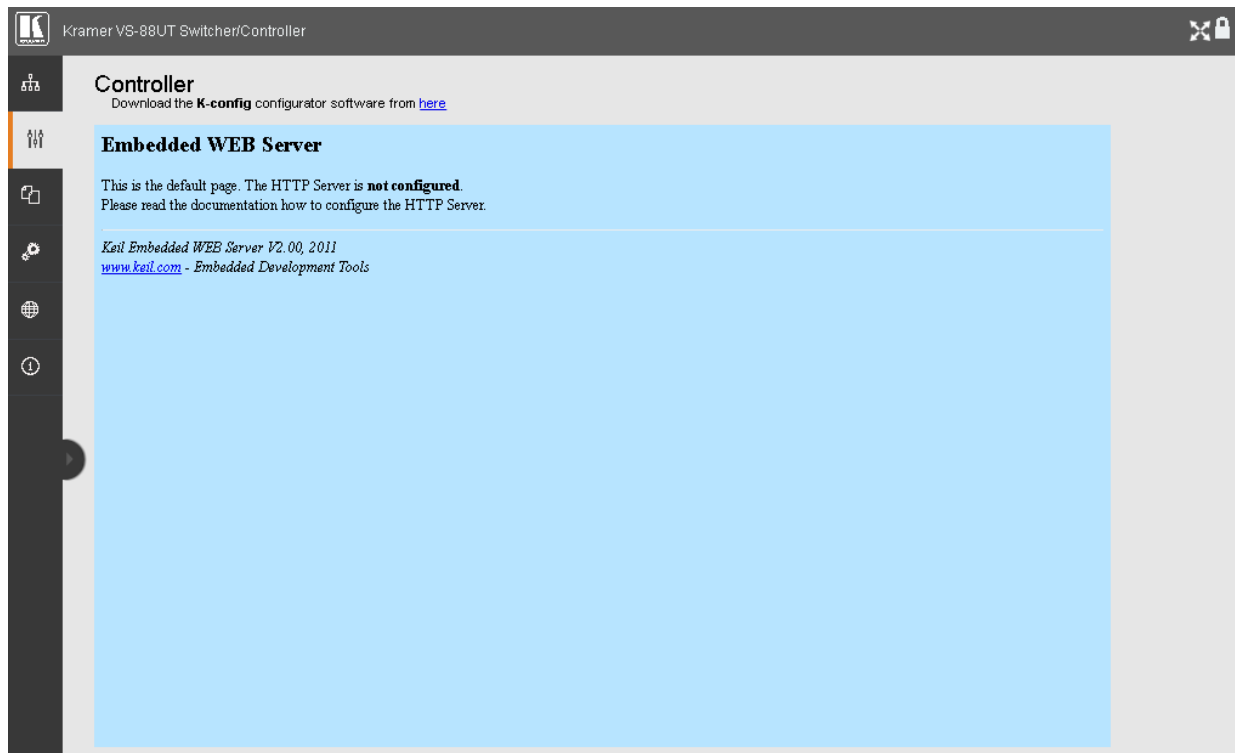 Kramer VS-88UT Switcher/Controller
Controller
Download the K-config configurator software from here
Embedded WEB Server
This is the default page. The HTTP Server is not configured.
Please read the documentation how to configure the HTTP Server.
Keil Embedded WEB Server V2.00, 2011
www.keil.com - Embedded Development Tools